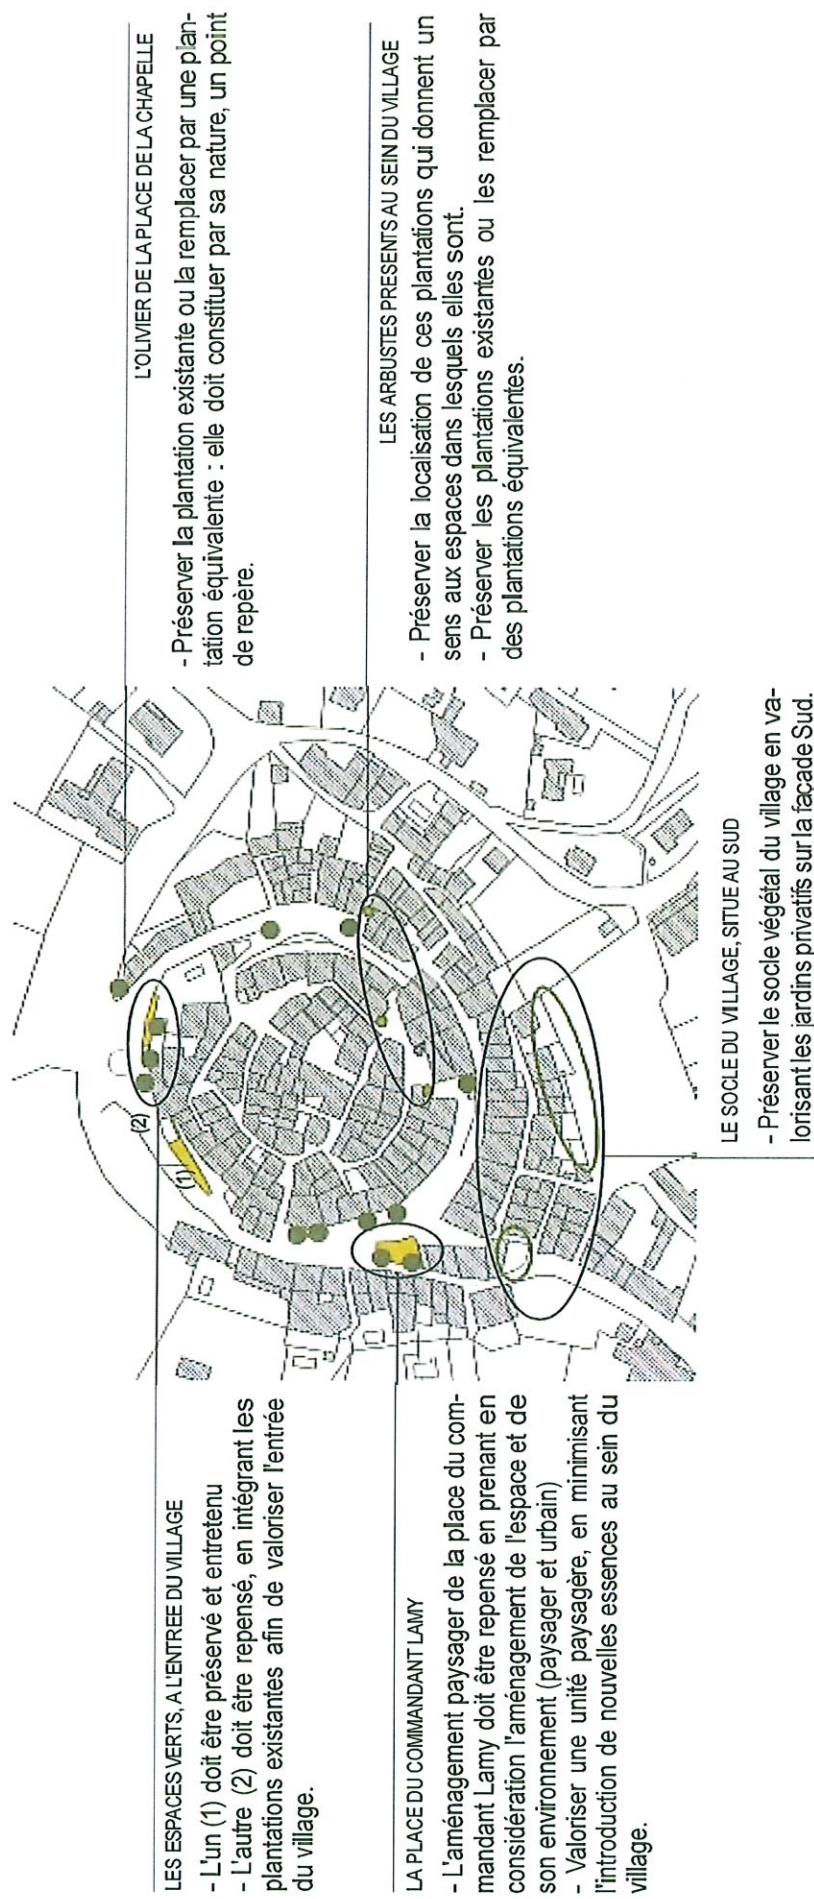 LES ESPACES VERTS, A L'ENTREE DU VILLAGE
- L'un (1) doit être préservé et entretenu
- L'autre (2) doit être repensé, en intégrant les
plantations existantes afin de valoriser l'entrée
du village.
LA PLACE DU COMMANDANT LAMY
- L'aménagement paysager de la place du com-
mandant Lamy doit être repensé en prenant en
considération l'aménagement de l'espace et de
son environnement (paysager et urbain)
- Valoriser une unité paysagère, en minimisant
l'introduction de nouvelles essences au sein du
village.
(2)
(1)
LE SOCLE DU VILLAGE, SITUE AU SUD
- Préserver le socle végétal du village en va-
lorisant les jardins privatifs sur la façade Sud.
L'OLIVIER DE LA PLACE DE LA CHAPELLE
- Préserver la plantation existante ou la remplacer par une plan-
tation équivalente : elle doit constituer par sa nature, un point
de repère.
LES ARBUSTES PRESENTS AU SEIN DU VILLAGE
- Préserver la localisation de ces plantations qui donnent un
sens aux espaces dans lesquels elles sont.
- Préserver les plantations existantes ou les remplacer par
des plantations équivalentes.